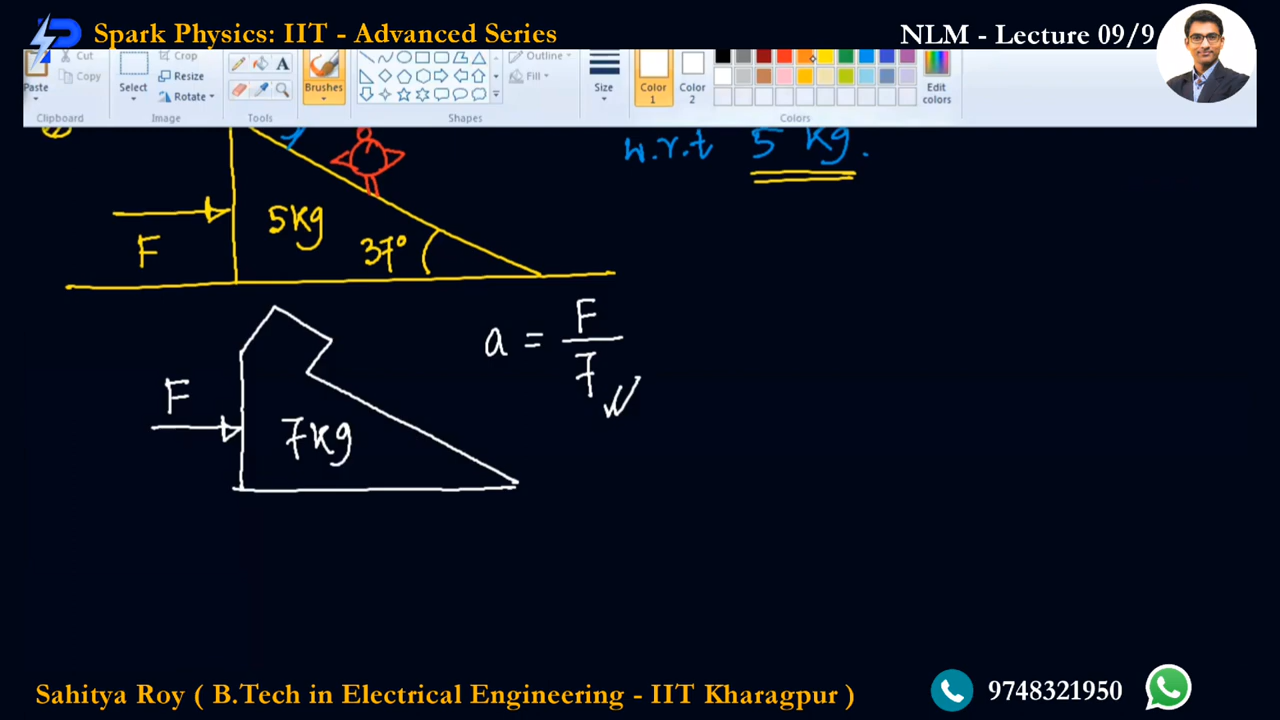 Spark Physics: IIT - Advanced Series
NLM - Lecture 09/9
Cut
Copy
Paste
Clipboard
Crop
Resize
Rotate
Select
Image
A
Tools
Brushes
Shapes
Outline
Fill
Size
Color
1
Color
2
Edit
colors
Colors
w.r.t 5 kg.
F
5kg
37°
F
7kg
a = F
7
Sahitya Roy ( B.Tech in Electrical Engineering - IIT Kharagpur )
9748321950